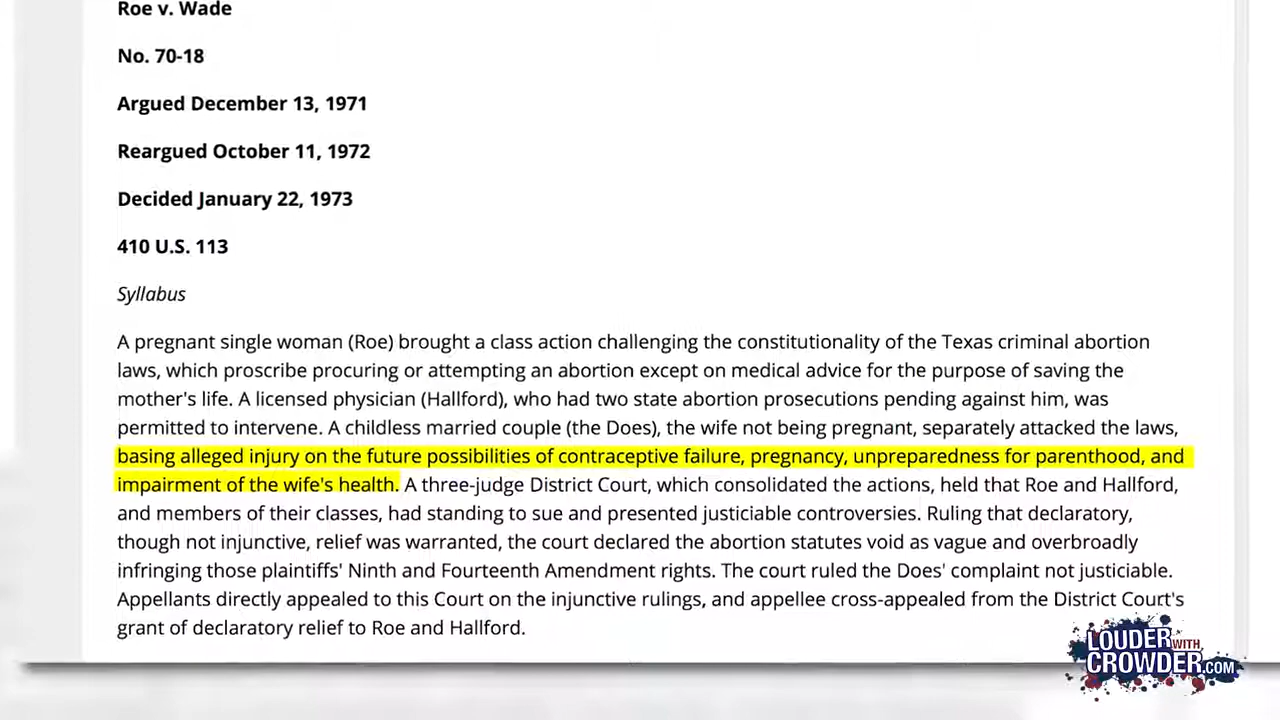 Roe v. Wade
No. 70-18
Argued December 13, 1971
Reargued October 11, 1972
Decided January 22, 1973
410 U.S. 113
Syllabus
A pregnant single woman (Roe) brought a class action challenging the constitutionality of the Texas criminal abortion
laws, which proscribe procuring or attempting an abortion except on medical advice for the purpose of saving the
mother's life. A licensed physician (Hallford), who had two state abortion prosecutions pending against him, was
permitted to intervene. A childless married couple (the Does), the wife not being pregnant, separately attacked the laws,
basing alleged injury on the future possibilities of contraceptive failure, pregnancy, unpreparedness for parenthood, and
impairment of the wife's health. A three-judge District Court, which consolidated the actions, held that Roe and Hallford,
and members of their classes, had standing to sue and presented justiciable controversies. Ruling that declaratory,
though not injunctive, relief was warranted, the court declared the abortion statutes void as vague and overbroadly
infringing those plaintiffs' Ninth and Fourteenth Amendment rights. The court ruled the Does' complaint not justiciable.
Appellants directly appealed to this Court on the injunctive rulings, and appellee cross-appealed from the District Court's
grant of declaratory relief to Roe and Hallford.
LOUDER WITH
CROWDER.COM